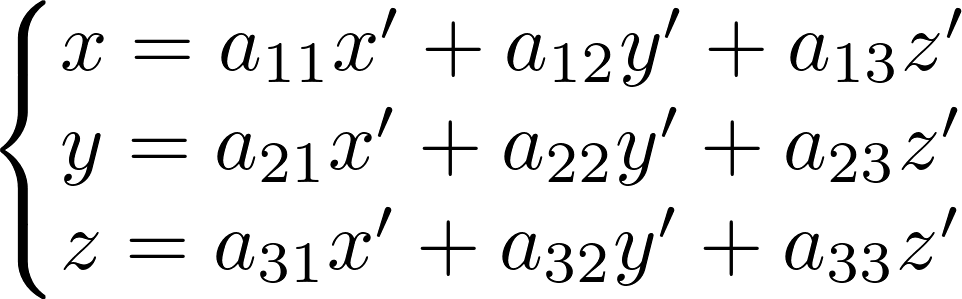 x = a₁₁x′ + a₁₂y′ + a₁₃z′
y = a₂₁x′ + a₂₂y′ + a₂₃z′
z = a₃₁x′ + a₃₂y′ + a₃₃z′